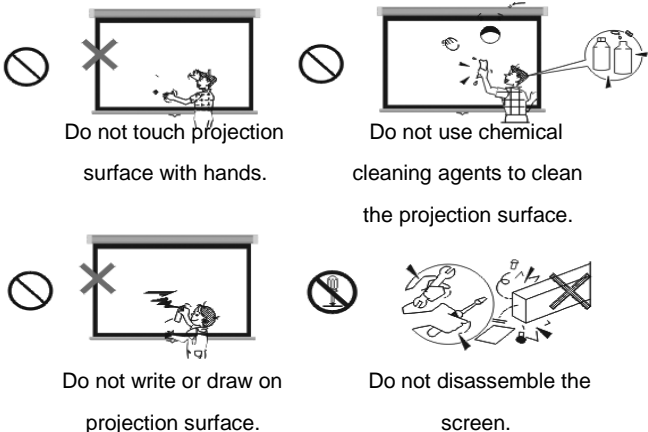 Do not touch projection
surface with hands.
Do not use chemical
cleaning agents to clean
the projection surface.
Do not write or draw on
projection surface.
Do not disassemble the
screen.